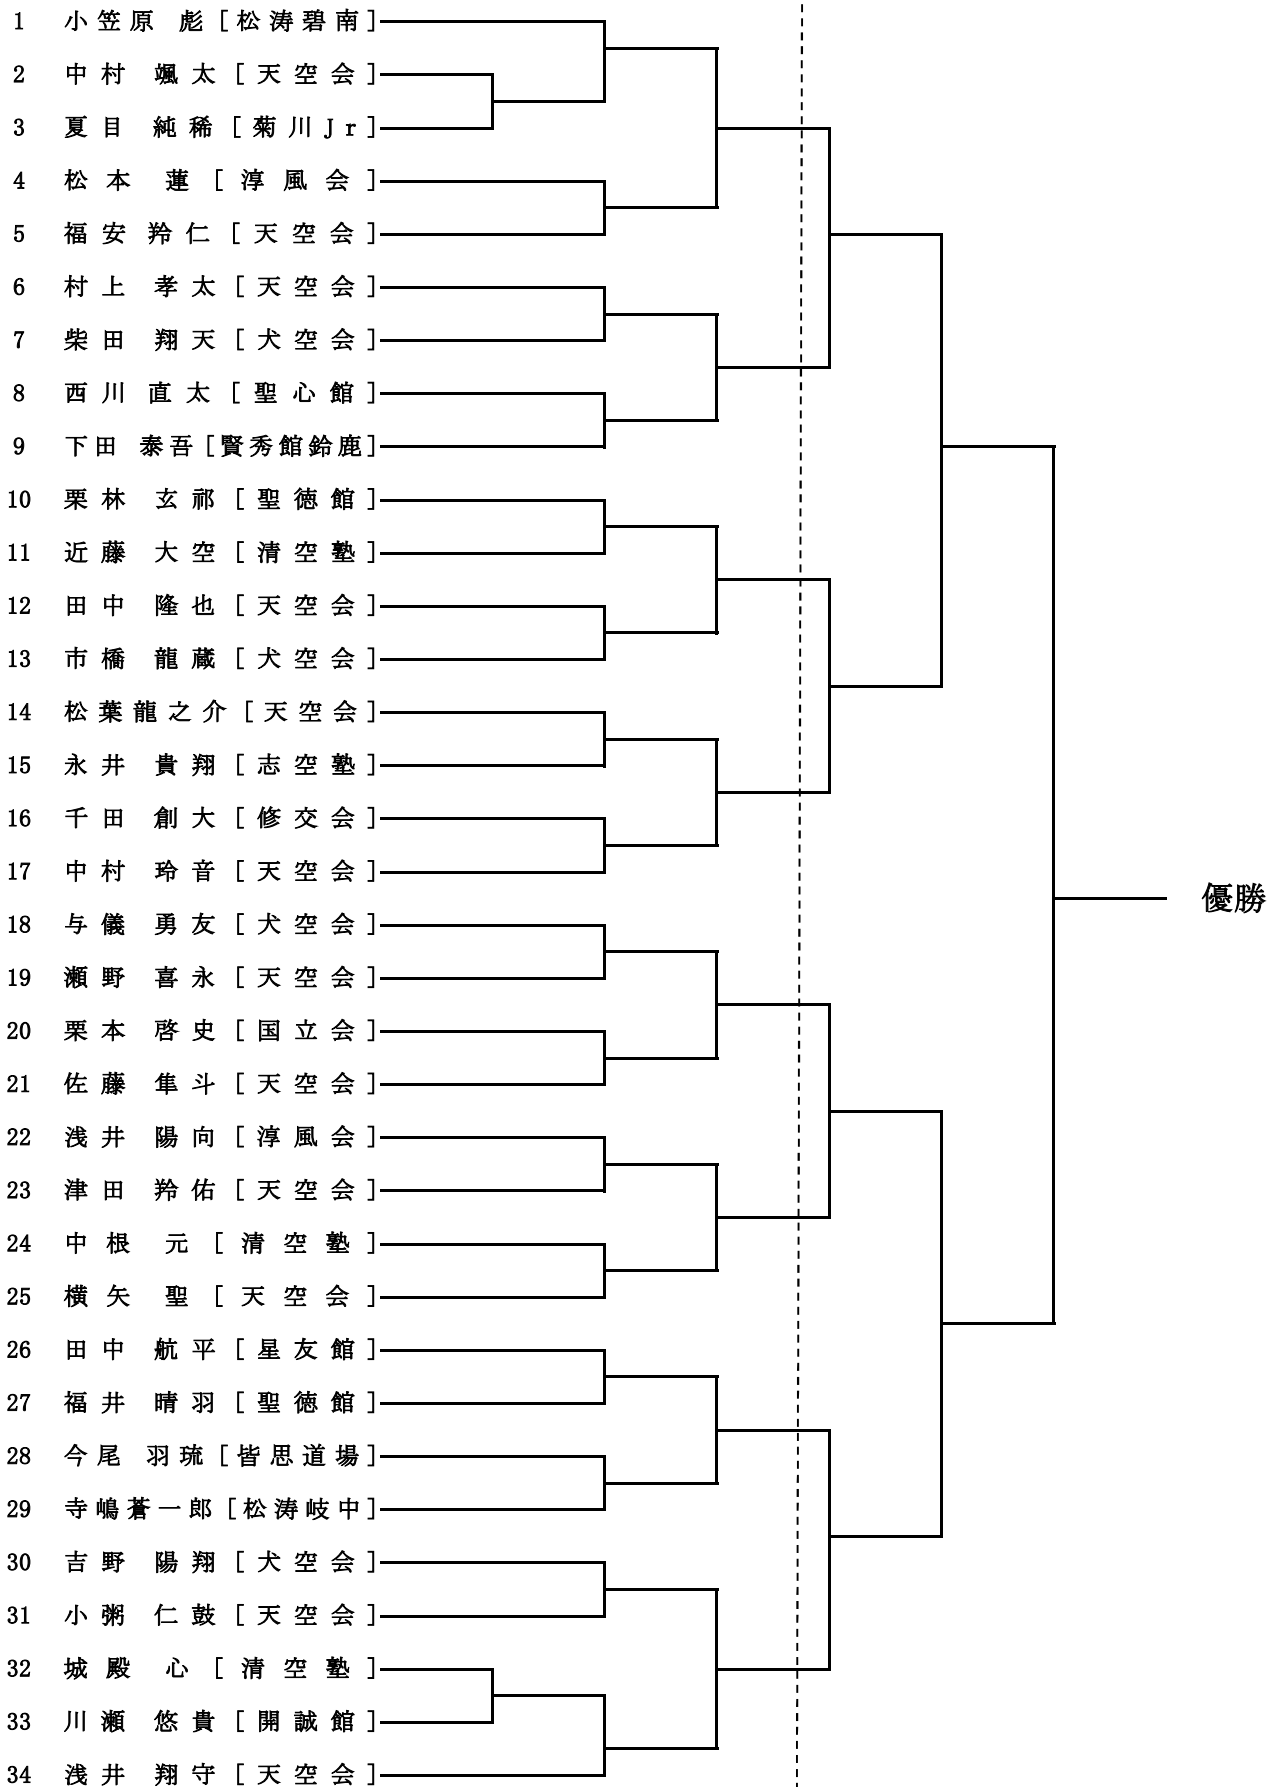 1 小笠原 彪[松涛碧南]
2 中村 颯太[天空会]
3 夏目 純稀[菊川Jr]
4 松本 蓮[淳風会]
5 福安 羚仁[天空会]
6 村上 孝太[天空会]
7 柴田 翔天[犬空会]
8 西川 直太[聖心館]
9 下田 泰吾[賢秀館鈴鹿]
10 栗林 玄祁[聖徳館]
11 近藤 大空[清空塾]
12 田中 隆也[天空会]
13 市橋 龍蔵[犬空会]
14 松葉龍之介[天空会]
15 永井 貴翔[志空塾]
16 千田 創大[修交会]
17 中村 玲音[天空会]
優勝
18 与儀 勇友[犬空会]
19 瀬野 喜永[天空会]
20 栗本 啓史[国立会]
21 佐藤 隼斗[天空会]
22 浅井 陽向[淳風会]
23 津田 羚佑[天空会]
24 中根 元[清空塾]
25 横矢 聖[天空会]
26 田中 航平[星友館]
27 福井 晴羽[聖徳館]
28 今尾 羽琉[皆思道場]
29 寺嶋蒼一郎[松涛岐中]
30 吉野 陽翔[犬空会]
31 小粥 仁鼓[天空会]
32 城殿 心[清空塾]
33 川瀬 悠貴[開誠館]
34 浅井 翔守[天空会]